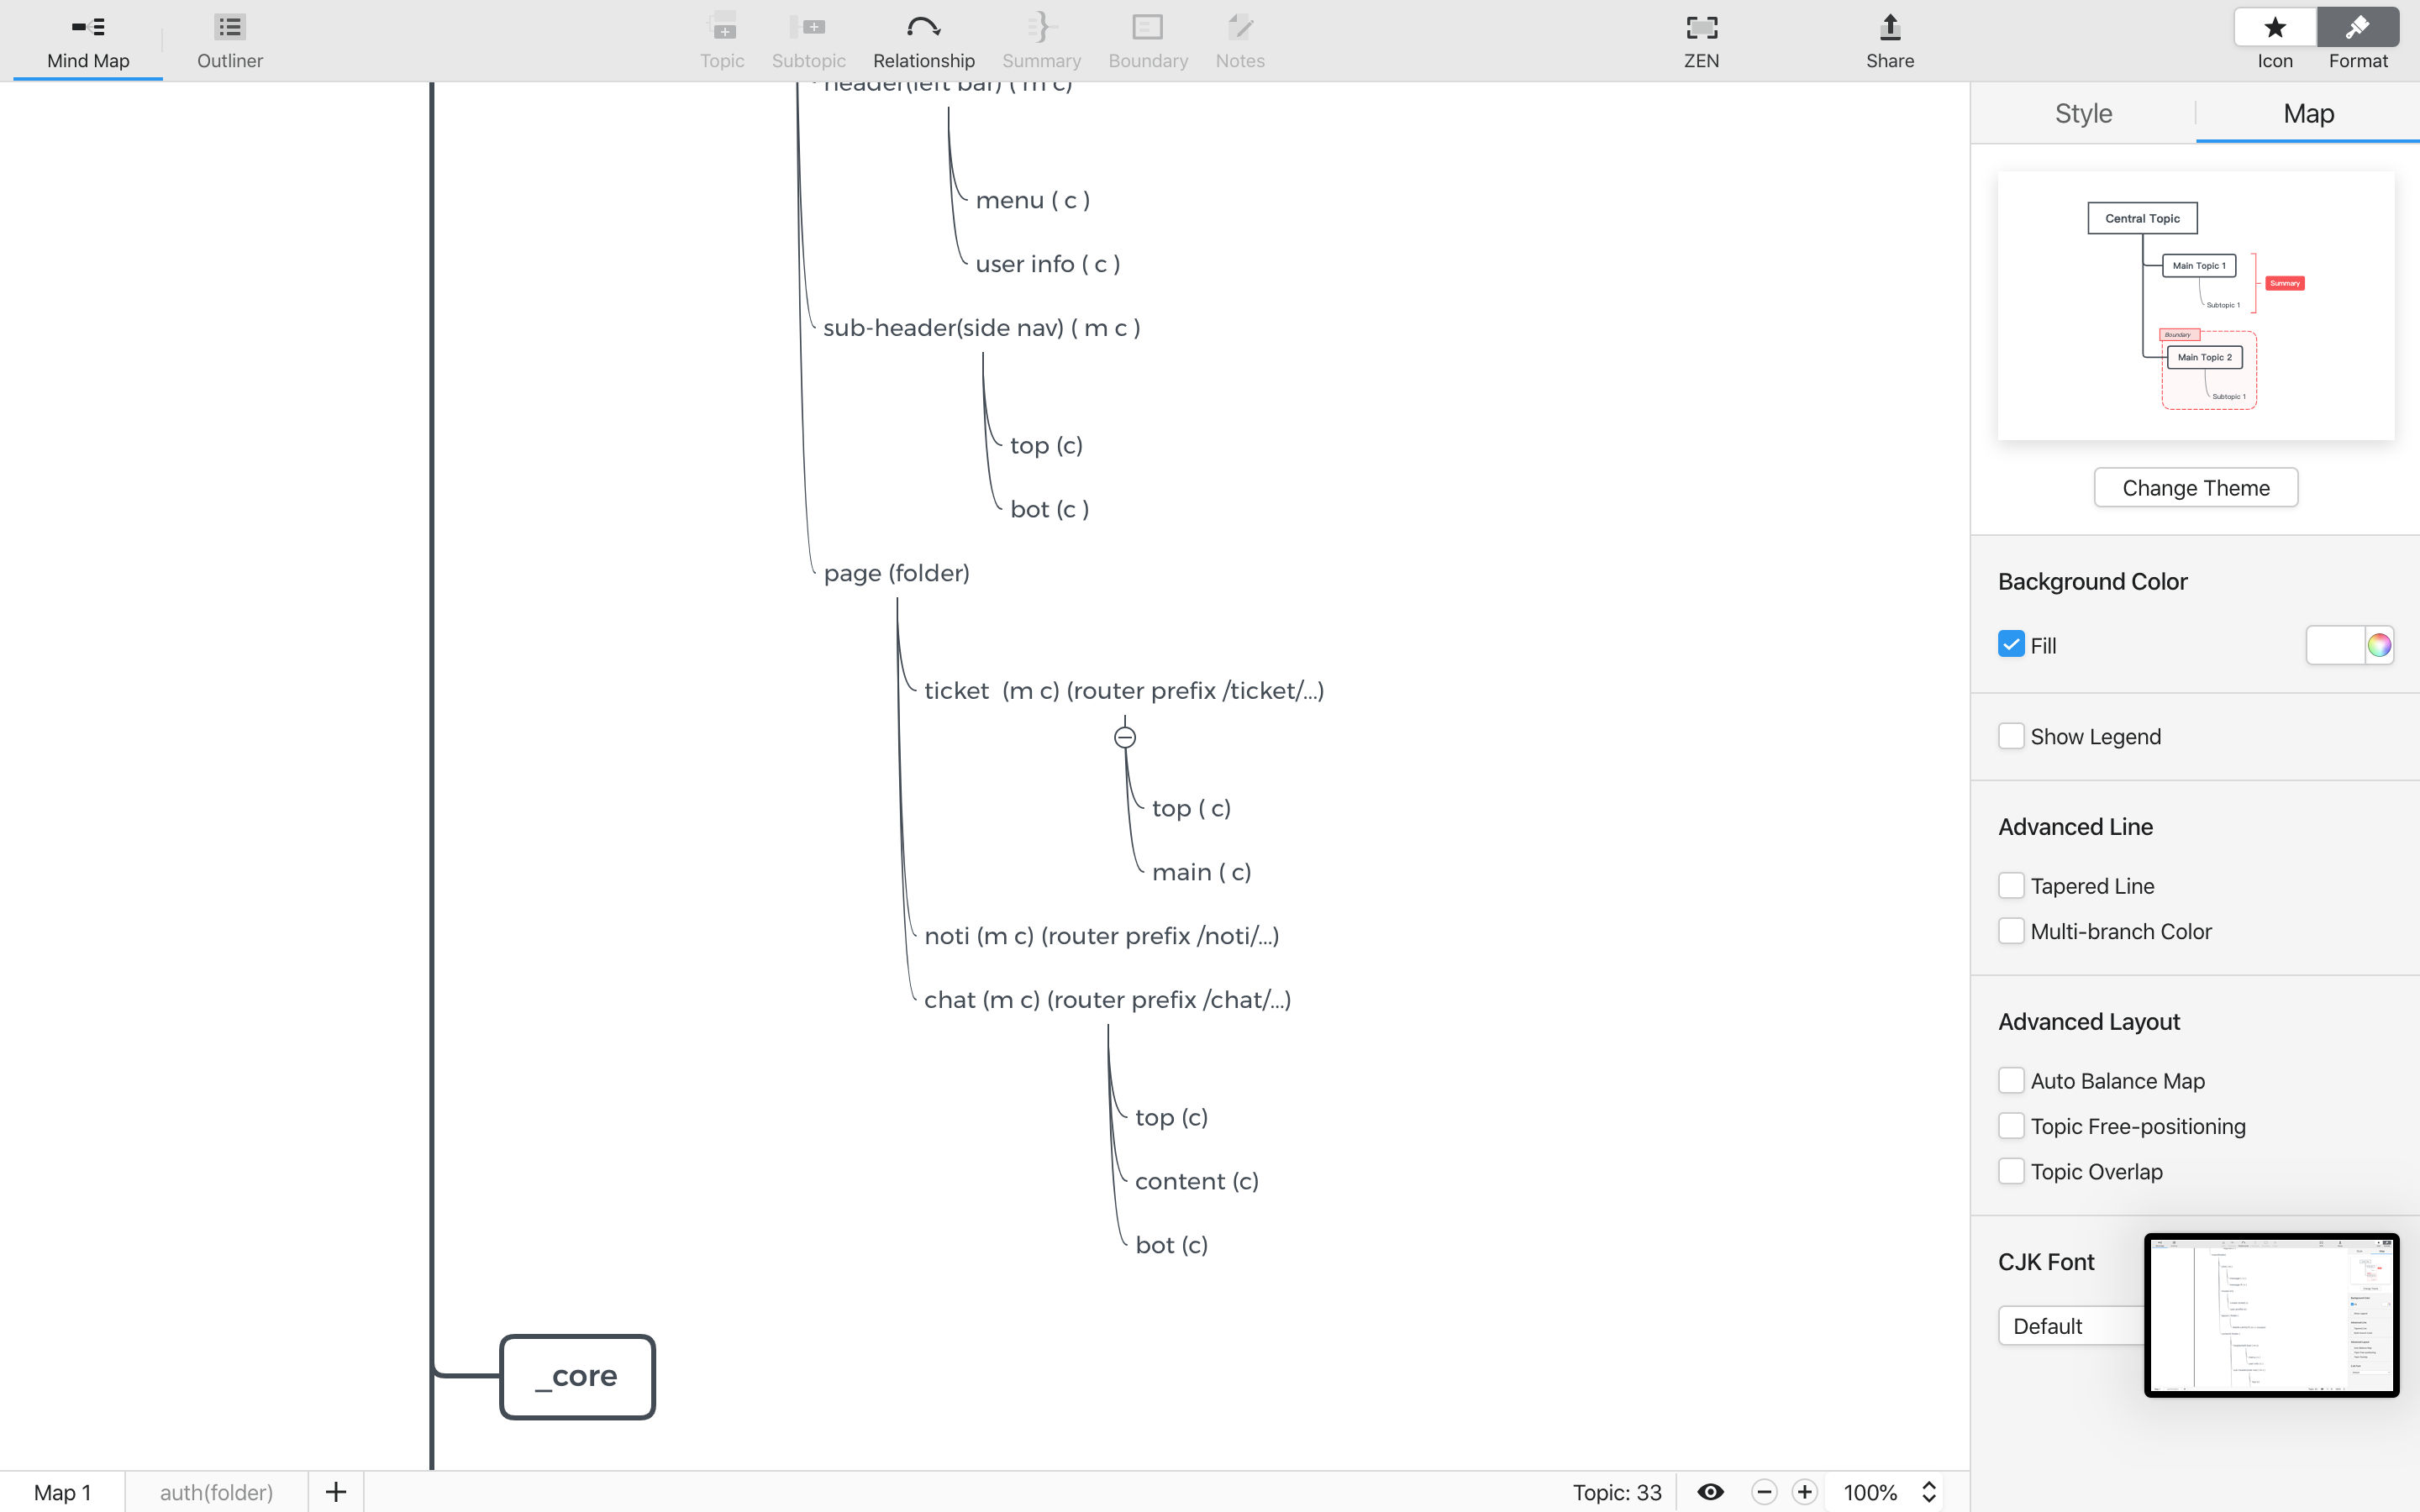 Mind Map
Outliner
Topic
Subtopic
Relationship
Summary
Boundary
Notes
ZEN
Share
Icon
Format
header(left bar) ( m c)
menu ( c )
user info ( c )
sub-header(side nav) ( m c )
top (c)
bot (c )
page (folder)
ticket  (m c) (router prefix /ticket/...)
top ( c)
main ( c)
noti (m c) (router prefix /noti/...)
chat (m c) (router prefix /chat/...)
top (c)
content (c)
bot (c)
_core
Style
Map
Central Topic
Main Topic 1
Subtopic 1
Summary
Boundary
Main Topic 2
Subtopic 1
Change Theme
Background Color
Fill
Show Legend
Advanced Line
Tapered Line
Multi-branch Color
Advanced Layout
Auto Balance Map
Topic Free-positioning
Topic Overlap
CJK Font
Default
Map 1
auth(folder)
Topic: 33
100%